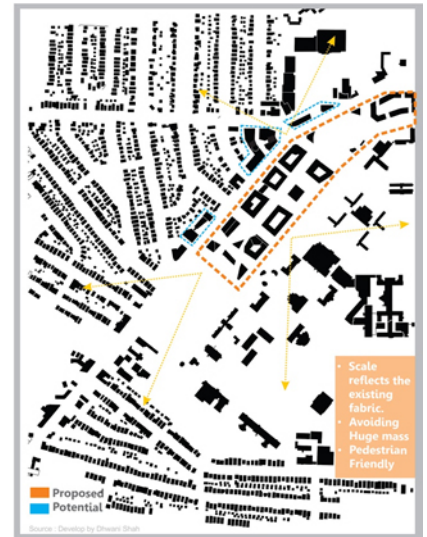 • Scale
reflects the
existing
fabric.
• Avoiding
Huge mass
• Pedestrian
Friendly
Proposed
Potential
Source : Develop by Dhwani Shah